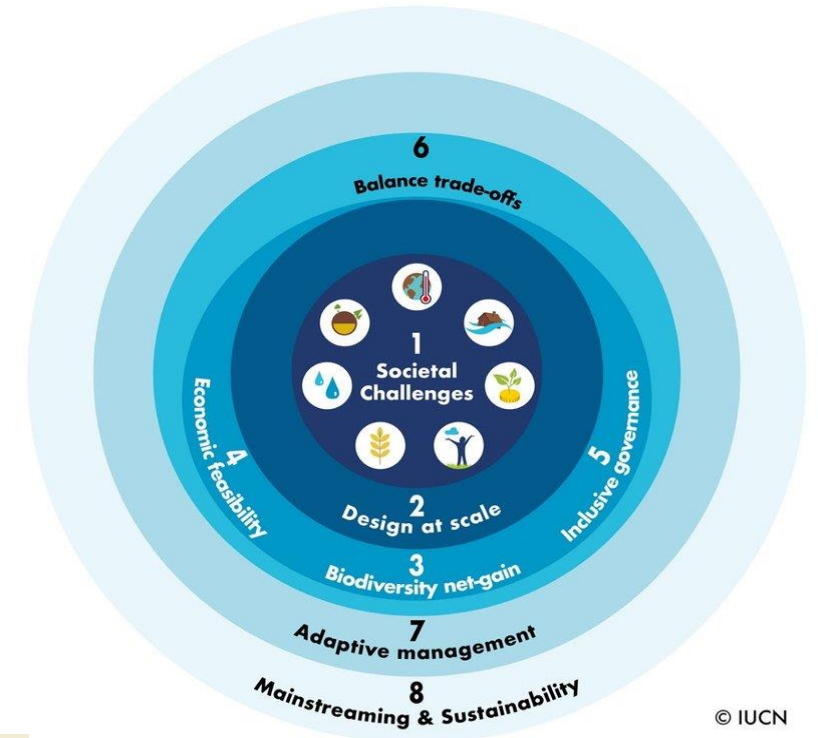 6
Balance trade-offs
1
Societal
Challenges
4
Economic feasibility
5
Inclusive governance
2
Design at scale
3
Biodiversity net-gain
7
Adaptive management
8
Mainstreaming & Sustainability
© IUCN